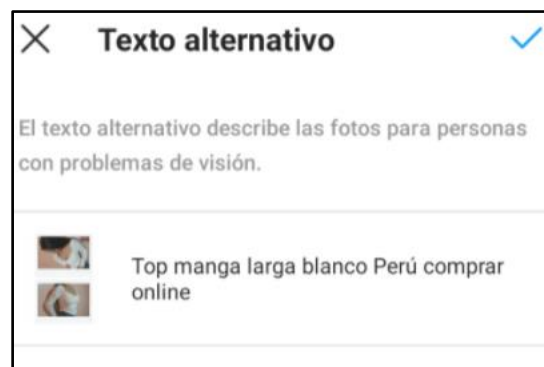 Texto alternativo
El texto alternativo describe las fotos para personas
con problemas de visión.
Top manga larga blanco Perú comprar
online